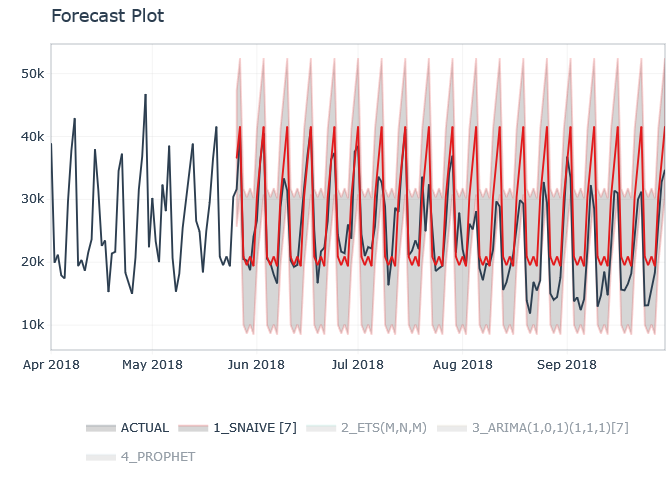 Forecast Plot
50k
40k
30k
20k
10k
Apr 2018 May 2018 Jun 2018 Jul 2018 Aug 2018 Sep 2018
ACTUAL 1_SNAIVE [7] 2_ETS(M,N,M) 3_ARIMA(1,0,1)(1,1,1)[7]
4_PROPHET